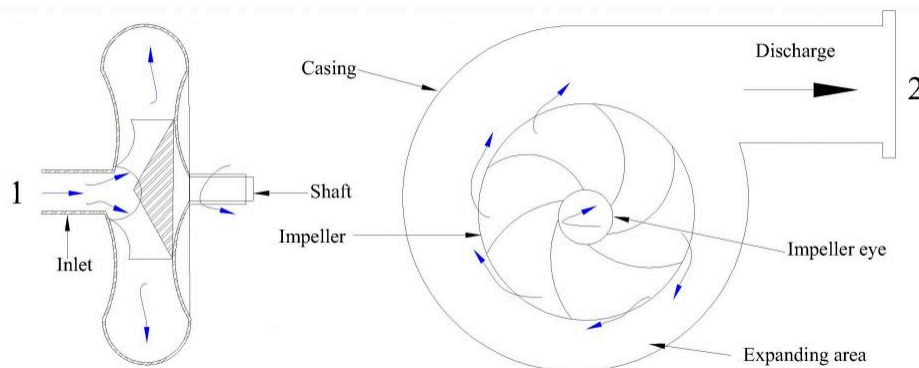 1
Inlet
Shaft
Casing
Impeller
Discharge
2
Impeller eye
Expanding area